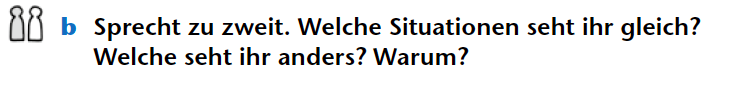 b Sprecht zu zweit. Welche Situationen seht ihr gleich?
Welche seht ihr anders? Warum?